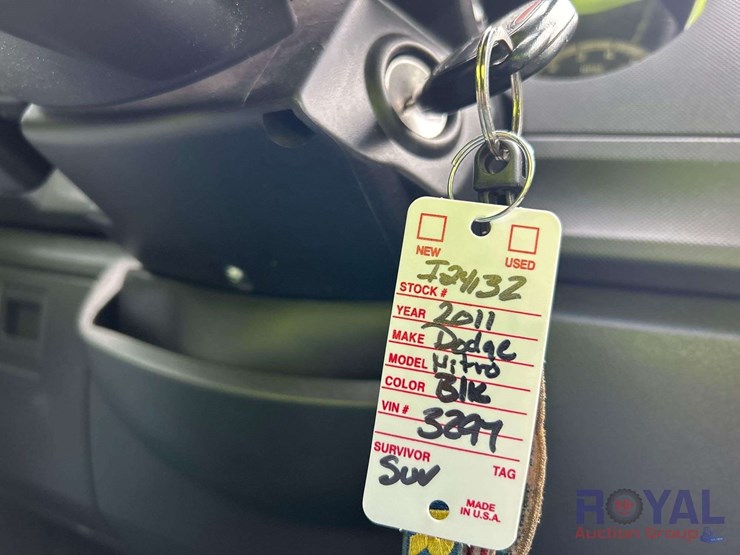 NEW USED
STOCK # I24132
YEAR 2011
MAKE Dodge
MODEL Nitro
COLOR Blk
VIN #
SURVIVOR TAG
Suv
MADE
IN U.S.A.
ROYAL
Auction Group